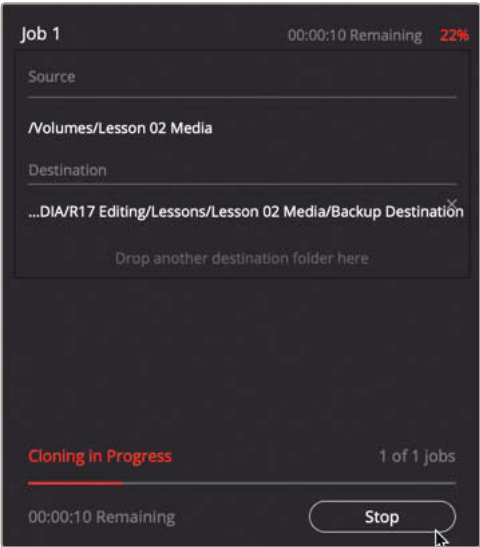 Job 1 00:00:10 Remaining 22%
Source
/Volumes/Lesson 02 Media
Destination
...DIA/R17 Editing/Lessons/Lesson 02 Media/Backup Destination
Drop another destination folder here
Cloning in Progress 1 of 1 jobs
00:00:10 Remaining Stop